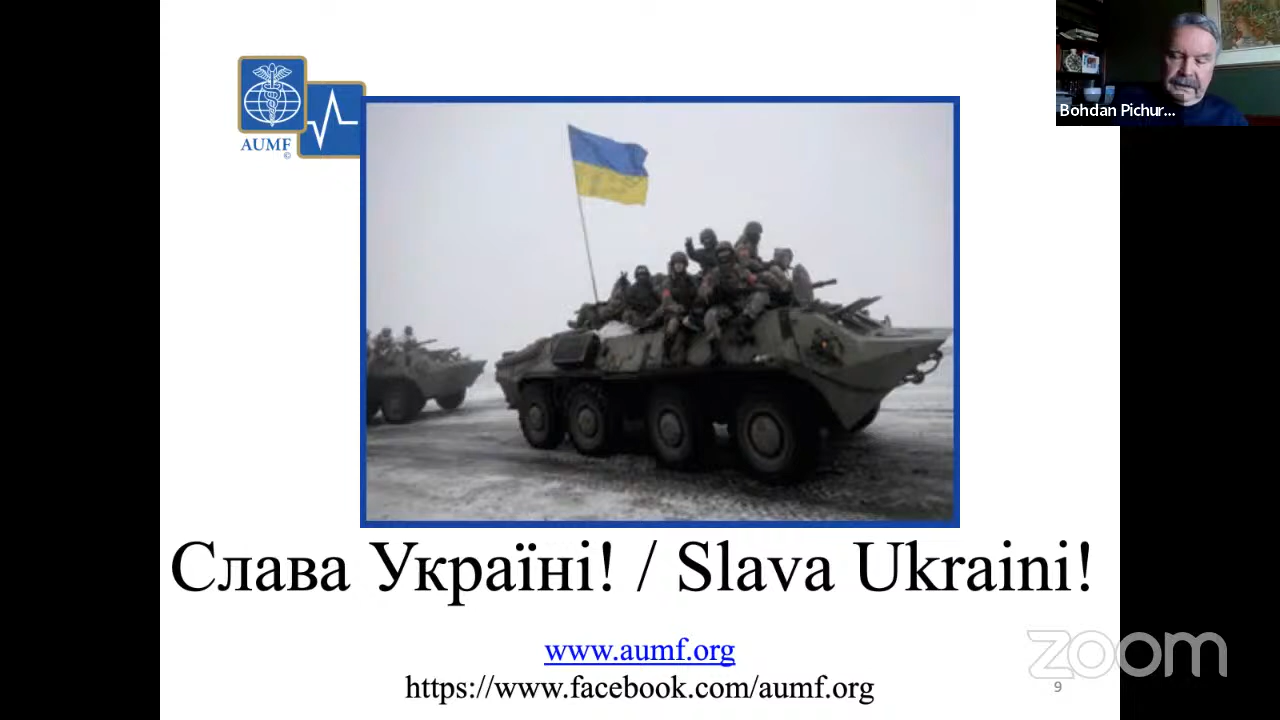 Bohdan Pichur...
AUMF
©
Слава Україні! / Slava Ukraini!
www.aumf.org
https://www.facebook.com/aumf.org
zoom
9